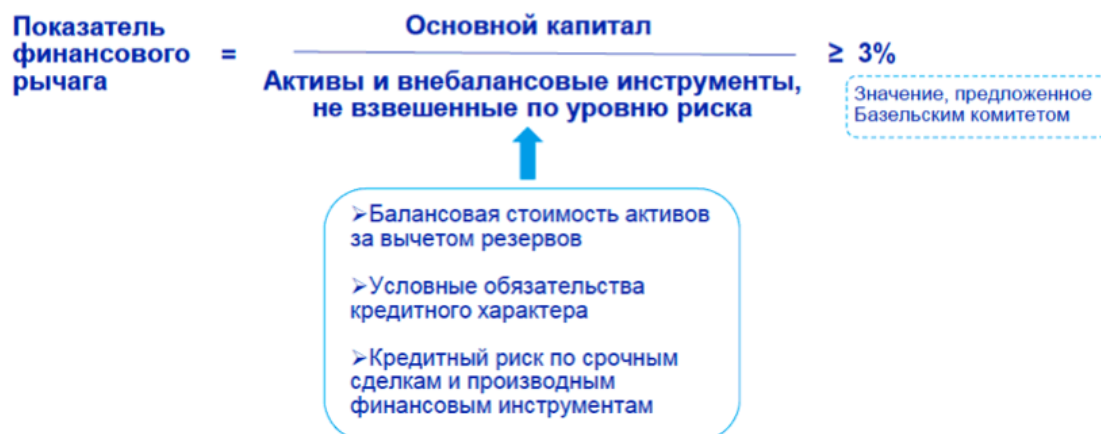 Показатель
финансового
рычага
=
Основной капитал
Активы и внебалансовые инструменты,
не взвешенные по уровню риска
≥ 3%
Значение, предложенное
Базельским комитетом
➢Балансовая стоимость активов
за вычетом резервов
➢Условные обязательства
кредитного характера
➢Кредитный риск по срочным
сделкам и производным
финансовым инструментам